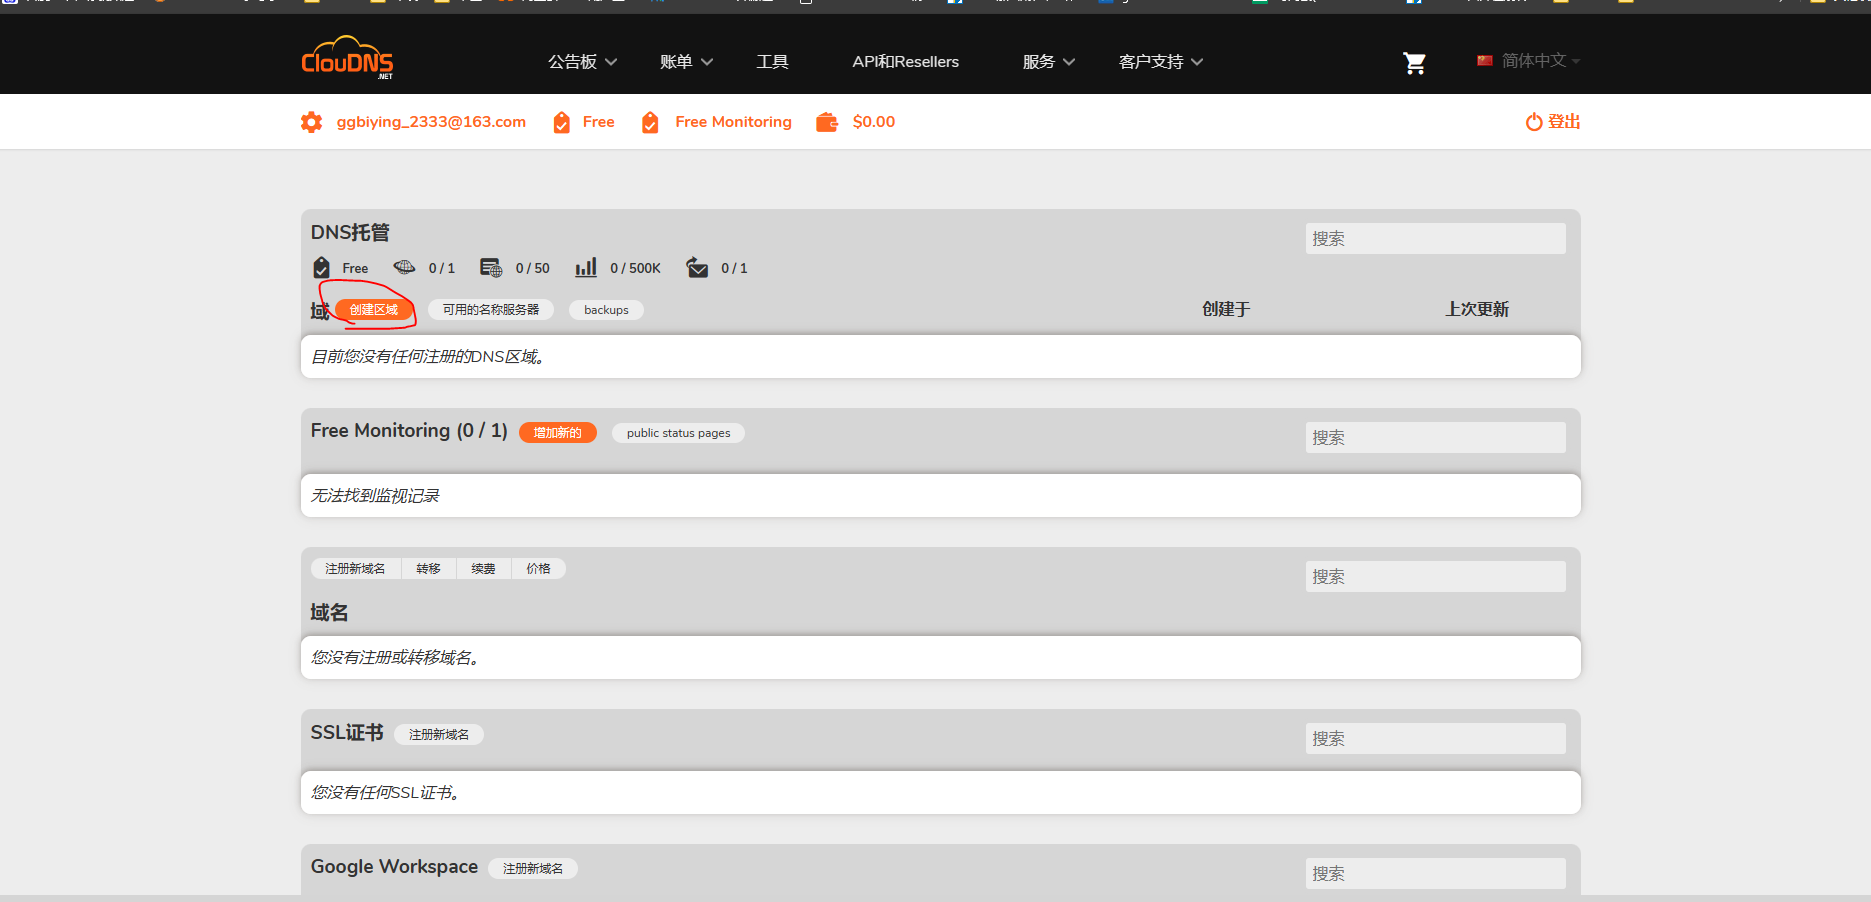 ClouDNS
.NET
公告板
账单
工具
API和Resellers
服务
客户支持
简体中文
ggbiying_2333@163.com
Free
Free Monitoring
$0.00
登出
DNS托管
搜索
Free
0 / 1
0 / 50
0 / 500K
0 / 1
域
创建区域
可用的名称服务器
backups
创建于
上次更新
目前您没有任何注册的DNS区域。
Free Monitoring (0 / 1)
增加新的
public status pages
搜索
无法找到监视记录
注册新域名
转移
续费
价格
搜索
域名
您没有注册或转移域名。
SSL证书
注册新域名
搜索
您没有任何SSL证书。
Google Workspace
注册新域名
搜索